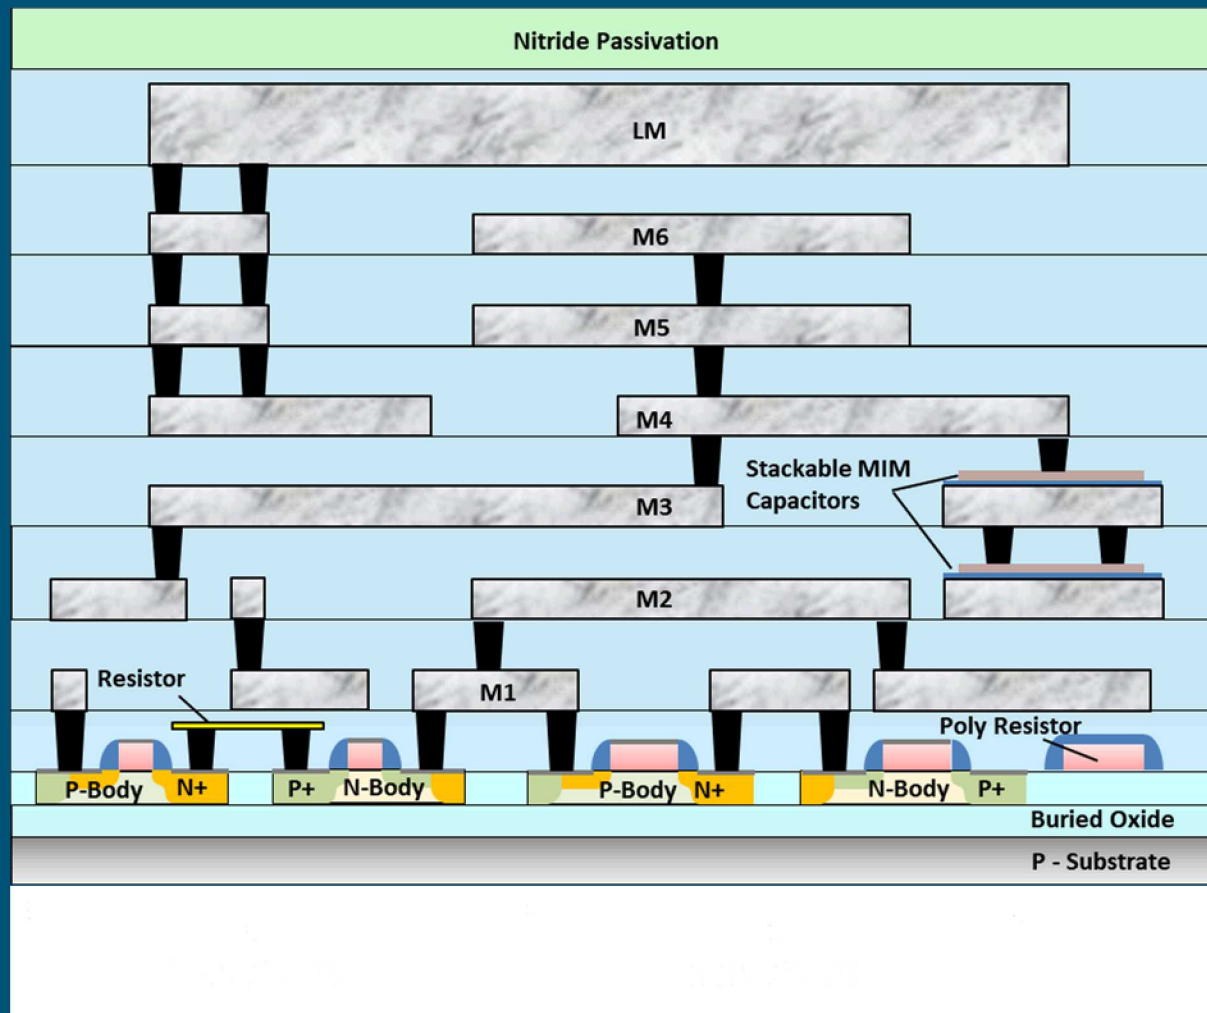 Nitride Passivation
LM
M6
M5
M4
Stackable MIM
Capacitors
M3
M2
Resistor
M1
Poly Resistor
P-Body N+ P+ N-Body P-Body N+ N-Body P+
Buried Oxide
P - Substrate